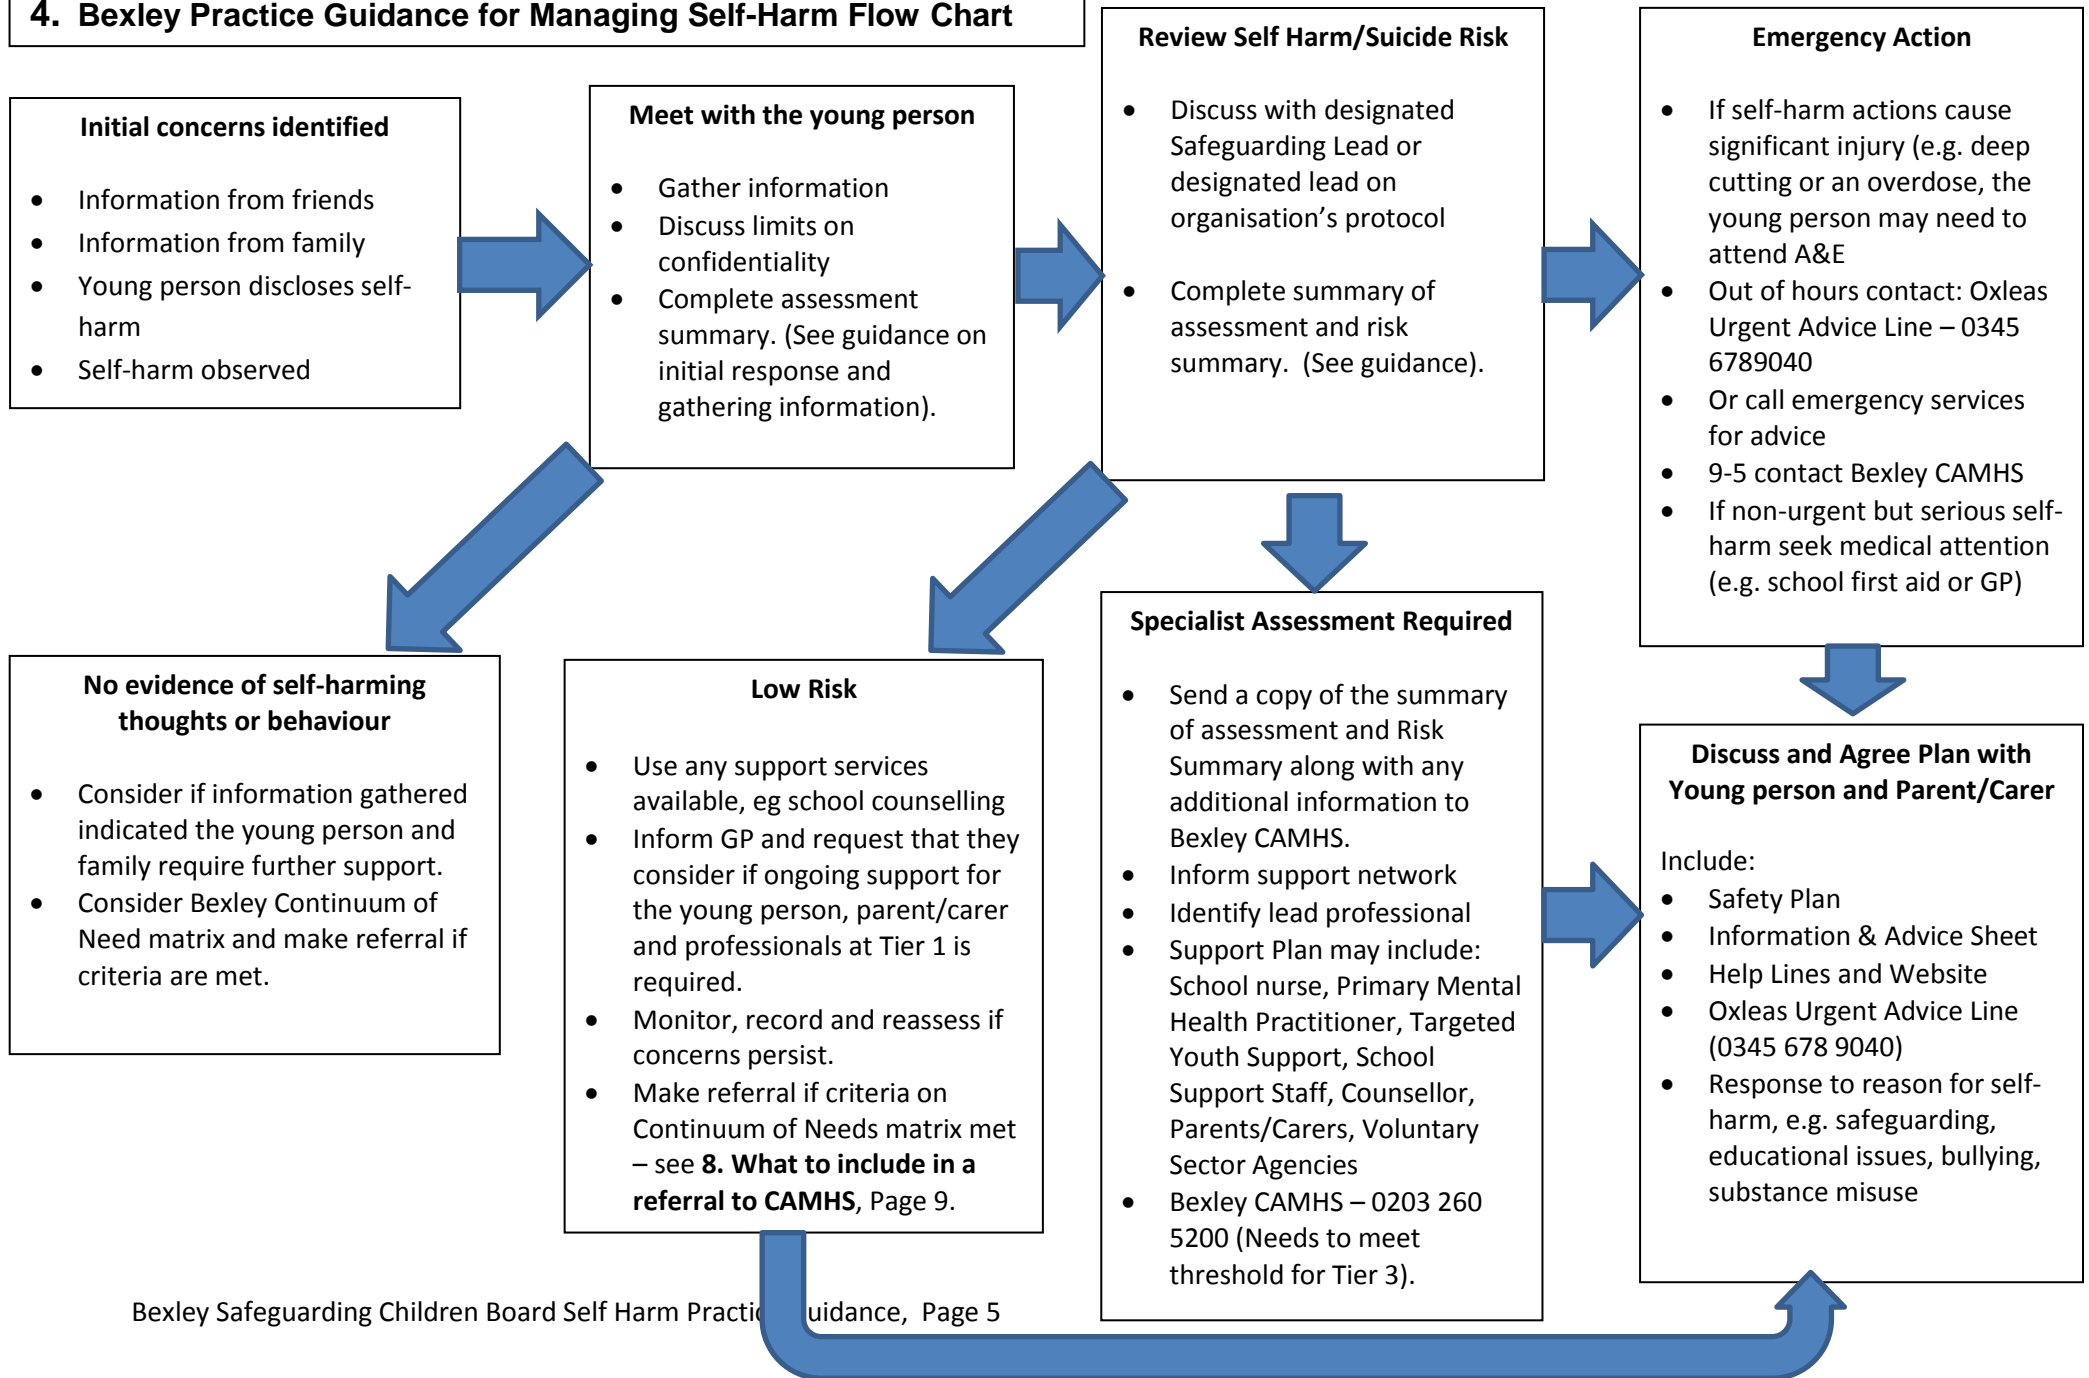 4. Bexley Practice Guidance for Managing Self-Harm Flow Chart
Initial concerns identified
• Information from friends
• Information from family
• Young person discloses self-
harm
• Self-harm observed
Meet with the young person
• Gather information
• Discuss limits on
confidentiality
• Complete assessment
summary. (See guidance on
initial response and
gathering information).
Review Self Harm/Suicide Risk
• Discuss with designated
Safeguarding Lead or
designated lead on
organisation’s protocol
• Complete summary of
assessment and risk
summary. (See guidance).
Emergency Action
• If self-harm actions cause
significant injury (e.g. deep
cutting or an overdose, the
young person may need to
attend A&E
• Out of hours contact: Oxleas
Urgent Advice Line – 0345
6789040
• Or call emergency services
for advice
• 9-5 contact Bexley CAMHS
• If non-urgent but serious self-
harm seek medical attention
(e.g. school first aid or GP)
No evidence of self-harming
thoughts or behaviour
• Consider if information gathered
indicated the young person and
family require further support.
• Consider Bexley Continuum of
Need matrix and make referral if
criteria are met.
Low Risk
• Use any support services
available, eg school counselling
• Inform GP and request that they
consider if ongoing support for
the young person, parent/carer
and professionals at Tier 1 is
required.
• Monitor, record and reassess if
concerns persist.
• Make referral if criteria on
Continuum of Needs matrix met
– see 8. What to include in a
referral to CAMHS, Page 9.
Specialist Assessment Required
• Send a copy of the summary
of assessment and Risk
Summary along with any
additional information to
Bexley CAMHS.
• Inform support network
• Identify lead professional
• Support Plan may include:
School nurse, Primary Mental
Health Practitioner, Targeted
Youth Support, School
Support Staff, Counsellor,
Parents/Carers, Voluntary
Sector Agencies
• Bexley CAMHS – 0203 260
5200 (Needs to meet
threshold for Tier 3).
Discuss and Agree Plan with
Young person and Parent/Carer
Include:
• Safety Plan
• Information & Advice Sheet
• Help Lines and Website
• Oxleas Urgent Advice Line
(0345 678 9040)
• Response to reason for self-
harm, e.g. safeguarding,
educational issues, bullying,
substance misuse
Bexley Safeguarding Children Board Self Harm Practic uidance, Page 5